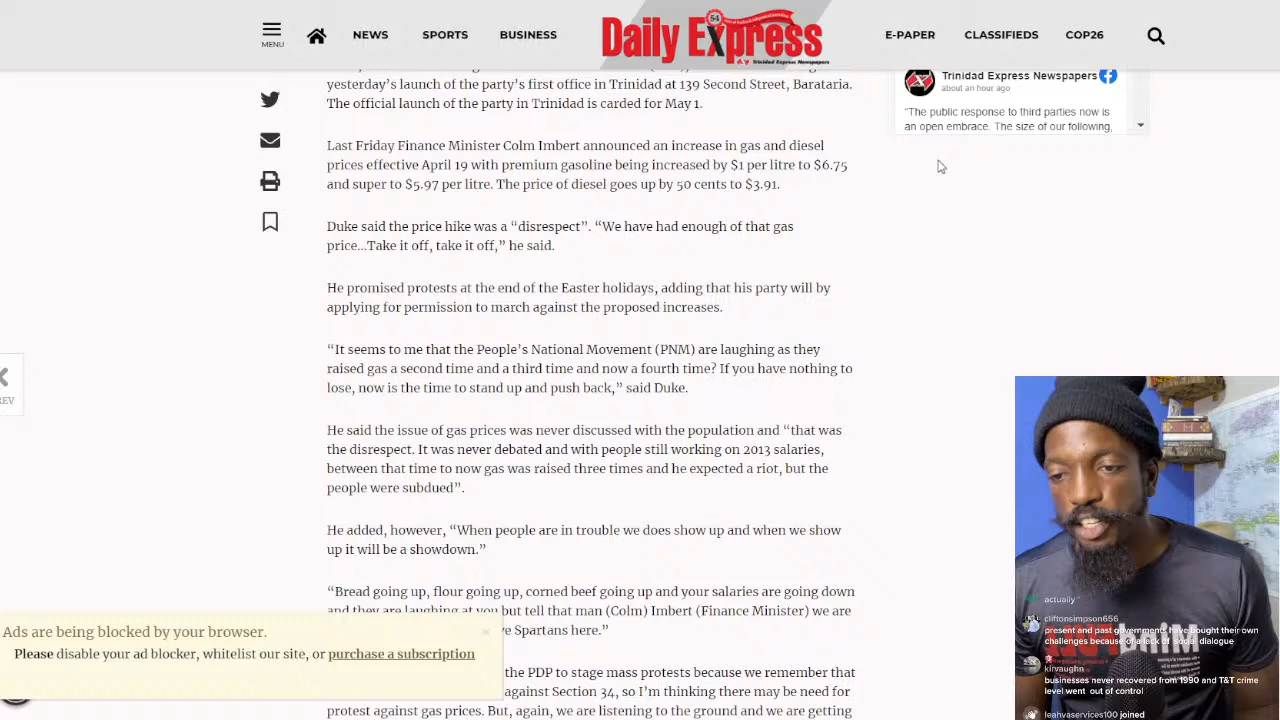 MENU
NEWS
SPORTS
BUSINESS
54
Daily Express
Trinidad Express Newspapers
E-PAPER
CLASSIFIEDS
COP26
yesterday's launch of the party's first office in Trinidad at 139 Second Street, Barataria.
The official launch of the party in Trinidad is carded for May 1.
Last Friday Finance Minister Colm Imbert announced an increase in gas and diesel
prices effective April 19 with premium gasoline being increased by $1 per litre to $6.75
and super to $5.97 per litre. The price of diesel goes up by 50 cents to $3.91.
Duke said the price hike was a “disrespect”. “We have had enough of that gas
price...Take it off, take it off,” he said.
He promised protests at the end of the Easter holidays, adding that his party will by
applying for permission to march against the proposed increases.
“It seems to me that the People's National Movement (PNM) are laughing as they
raised gas a second time and a third time and now a fourth time? If you have nothing to
lose, now is the time to stand up and push back,” said Duke.
He said the issue of gas prices was never discussed with the population and “that was
the disrespect. It was never debated and with people still working on 2013 salaries,
between that time to now gas was raised three times and he expected a riot, but the
people were subdued”.
He added, however, “When people are in trouble we does show up and when we show
up it will be a showdown.”
“Bread going up, flour going up, corned beef going up and your salaries are going down
and they are laughing at you but tell that man (Colm) Imbert (Finance Minister) we are
ve Spartans here.”
the PDP to stage mass protests because we remember that
against Section 34, so I'm thinking there may be need for
protest against gas prices. But, again, we are listening to the ground and we are getting
Trinidad Express Newspapers
about an hour ago
“The public response to third parties now is
an open embrace. The size of our following,
EV
Ads are being blocked by your browser.
Please disable your ad blocker, whitelist our site, or purchase a subscription
actually
cliftonsimpson656
present and past governments have bought their own
challenges because of a lack of social dialogue
kirvaughn
businesses never recovered from 1990 and T&T crime
level went out of control
leahvaservices100 joined